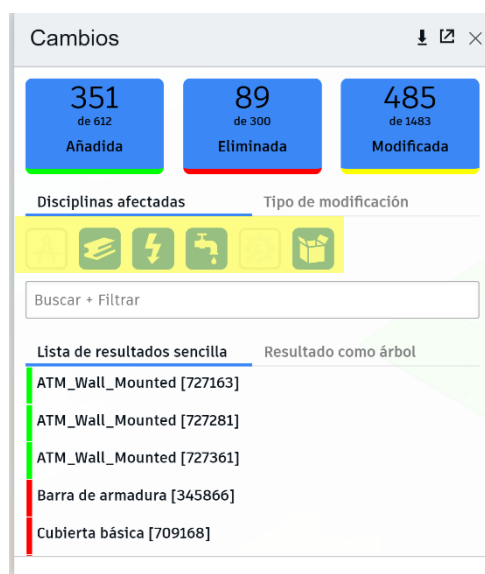 Cambios
351
de 612
Añadida
89
de 300
Eliminada
485
de 1483
Modificada
Disciplinas afectadas
Tipo de modificación
Buscar + Filtrar
Lista de resultados sencilla
Resultado como árbol
ATM_Wall_Mounted [727163]
ATM_Wall_Mounted [727281]
ATM_Wall_Mounted [727361]
Barra de armadura [345866]
Cubierta básica [709168]